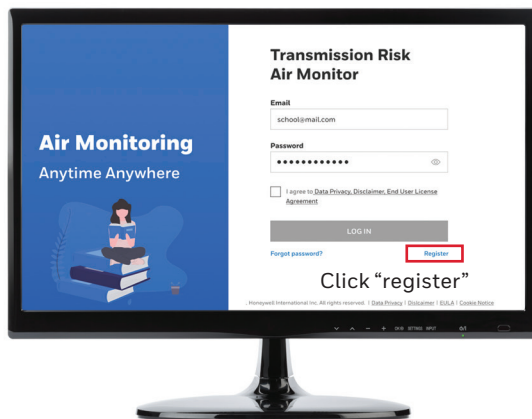 Air Monitoring
Anytime Anywhere
Transmission Risk
Air Monitor
Email
school@mail.com
Password
I agree to Data Privacy, Disclaimer, End User License
Agreement
LOG IN
Forgot password?
Register
Click “register”
Honeywell International Inc. All rights reserved. | Data Privacy | Disclaimer | EULA | Cookie Notice
SETTINGS INPUT